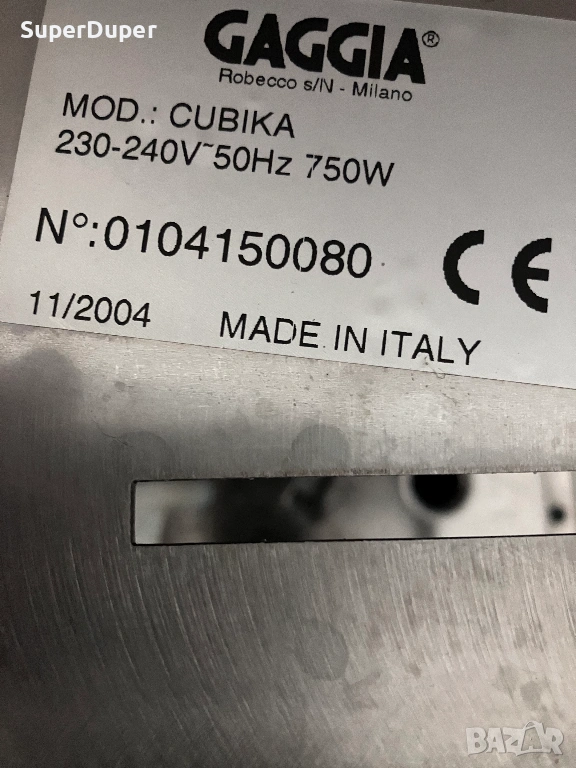 SuperDuper
GAGGIA®
Robecco s/N - Milano
MOD.: CUBIKA
230-240V~50Hz 750W
N°:0104150080 CE
11/2004 MADE IN ITALY
BAZAR